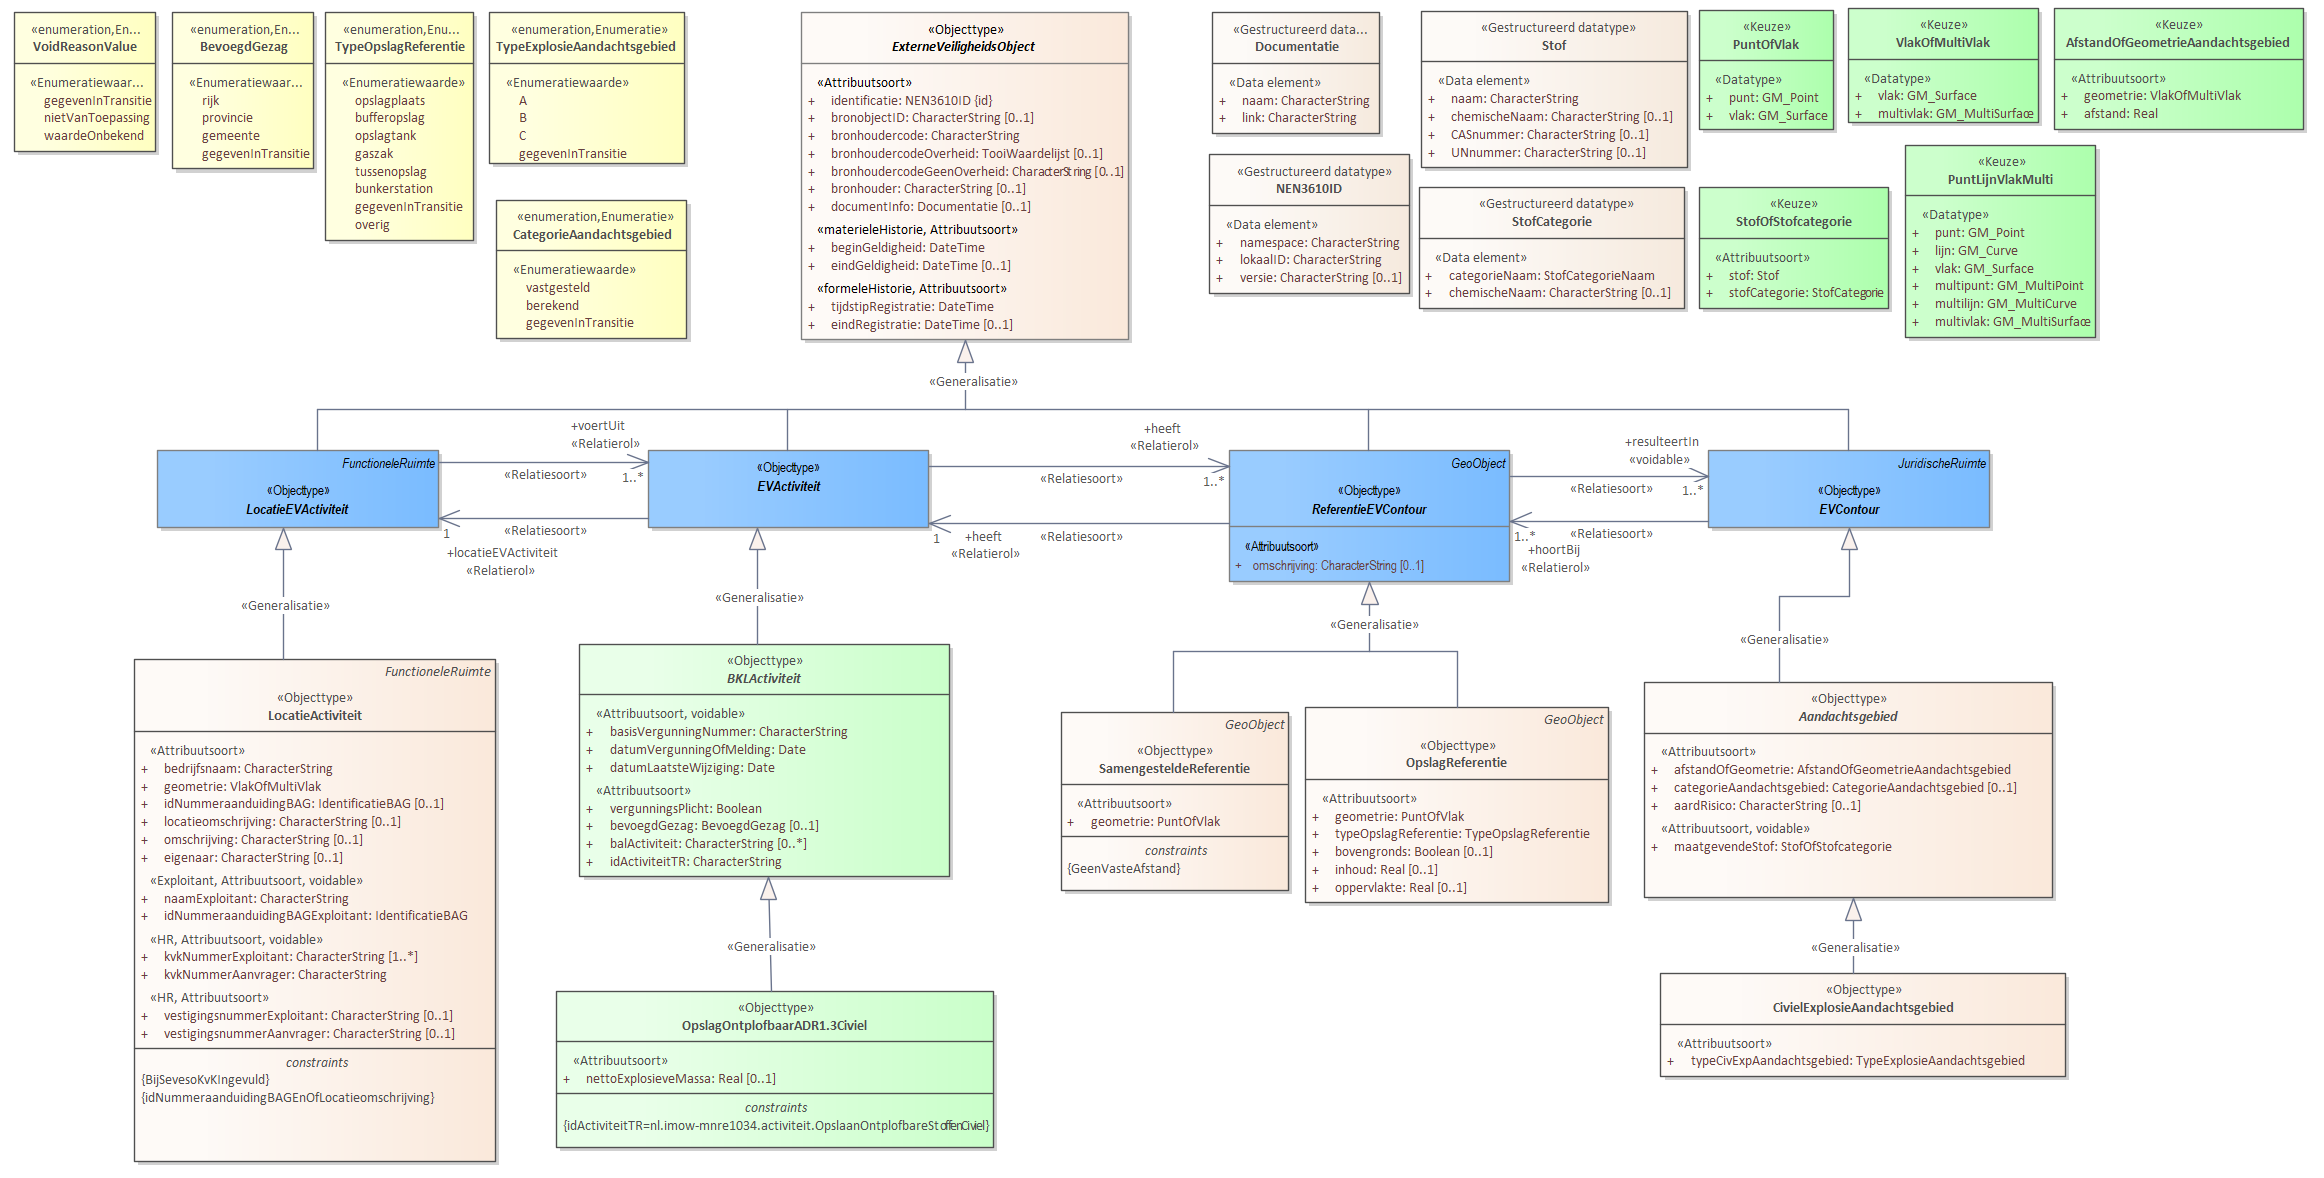 «enumeration,En...
VoidReasonValue
«Enumeratiewaar...
gegevenInTransitie
nietVanToepassing
waardeOnbekend
«enumeration,En...
BevoegdGezag
«Enumeratiewaar...
rijk
provincie
gemeente
gegevenInTransitie
«enumeration,Enu...
TypeOpslagReferentie
«Enumeratiewaarde»
opslagplaats
bufferopslag
opslagtank
gaszak
tussenopslag
bunkerstation
gegevenInTransitie
overig
«enumeration,Enumeratie»
TypeExplosieAandachtsgebied
«Enumeratiewaarde»
A
B
C
gegevenInTransitie
«enumeration,Enumeratie»
CategorieAandachtsgebied
«Enumeratiewaarde»
vastgesteld
berekend
gegevenInTransitie
«Objecttype»
ExterneVeiligheidsObject
«Attribuutsoort»
+ identificatie: NEN3610ID {id}
+ bronobjectID: CharacterString [0..1]
+ bronhoudercode: CharacterString
+ bronhoudercodeOverheid: TooiWaardelijst [0..1]
+ bronhoudercodeGeenOverheid: CharacterString [0..1]
+ bronhouder: CharacterString [0..1]
+ documentInfo: Documentatie [0..1]
«materieleHistorie, Attribuutsoort»
+ beginGeldigheid: DateTime
+ eindGeldigheid: DateTime [0..1]
«formeleHistorie, Attribuutsoort»
+ tijdstipRegistratie: DateTime
+ eindRegistratie: DateTime [0..1]
«Gestructureerd data...
Documentatie
«Data element»
+ naam: CharacterString
+ link: CharacterString
«Gestructureerd datatype»
NEN3610ID
«Data element»
+ namespace: CharacterString
+ lokaalID: CharacterString
+ versie: CharacterString [0..1]
«Gestructureerd datatype»
Stof
«Data element»
+ naam: CharacterString
+ chemischeNaam: CharacterString [0..1]
+ CASnummer: CharacterString [0..1]
+ UNnummer: CharacterString [0..1]
«Gestructureerd datatype»
StofCategorie
«Data element»
+ categorieNaam: StofCategorieNaam
+ chemischeNaam: CharacterString [0..1]
«Keuze»
PuntOfVlak
«Datatype»
+ punt: GM_Point
+ vlak: GM_Surface
«Keuze»
StofOfStofcategorie
«Attribuutsoort»
+ stof: Stof
+ stofCategorie: StofCategorie
«Keuze»
VlakOfMultiVlak
«Datatype»
+ vlak: GM_Surface
+ multivlak: GM_MultiSurface
«Keuze»
PuntLijnVlakMulti
«Datatype»
+ punt: GM_Point
+ lijn: GM_Curve
+ vlak: GM_Surface
+ multipunt: GM_MultiPoint
+ multilijn: GM_MultiCurve
+ multivlak: GM_MultiSurface
«Keuze»
AfstandOfGeometrieAandachtsgebied
«Attribuutsoort»
+ geometrie: VlakOfMultiVlak
+ afstand: Real
«Generalisatie»
FunctioneleRuimte
«Objecttype»
LocatieEVActiviteit
+voertUit
«Relatierol»
«Relatiesoort»
1..*
«Relatiesoort»
1
+locatieEVActiviteit
«Relatierol»
«Objecttype»
EVActiviteit
+heeft
«Relatierol»
«Relatiesoort»
1..*
«Relatiesoort»
1
+heeft
«Relatierol»
GeoObject
«Objecttype»
ReferentieEVContour
«Attribuutsoort»
+ omschrijving: CharacterString [0..1]
+resulteertIn
«voidable»
«Relatiesoort»
1..*
«Relatiesoort»
1..*
+hoortBij
«Relatierol»
JuridischeRuimte
«Objecttype»
EVContour
«Generalisatie»
«Generalisatie»
«Generalisatie»
«Generalisatie»
FunctioneleRuimte
«Objecttype»
LocatieActiviteit
«Attribuutsoort»
+ bedrijfsnaam: CharacterString
+ geometrie: VlakOfMultiVlak
+ idNummeraanduidingBAG: IdentificatieBAG [0..1]
+ locatieomschrijving: CharacterString [0..1]
+ omschrijving: CharacterString [0..1]
+ eigenaar: CharacterString [0..1]
«Exploitant, Attribuutsoort, voidable»
+ naamExploitant: CharacterString
+ idNummeraanduidingBAGExploitant: IdentificatieBAG
«HR, Attribuutsoort, voidable»
+ kvkNummerExploitant: CharacterString [1..*]
+ kvkNummerAanvrager: CharacterString
«HR, Attribuutsoort»
+ vestigingsnummerExploitant: CharacterString [0..1]
+ vestigingsnummerAanvrager: CharacterString [0..1]
constraints
{BijSevesoKvKIngevuld}
{idNummeraanduidingBAGEnOfLocatieomschrijving}
«Objecttype»
BKLActiviteit
«Attribuutsoort, voidable»
+ basisVergunningNummer: CharacterString
+ datumVergunningOfMelding: Date
+ datumLaatsteWijziging: Date
«Attribuutsoort»
+ vergunningsPlicht: Boolean
+ bevoegdGezag: BevoegdGezag [0..1]
+ balActiviteit: CharacterString [0..*]
+ idActiviteitTR: CharacterString
«Generalisatie»
«Objecttype»
OpslagOntplofbaarADR1.3Civiel
«Attribuutsoort»
+ nettoExplosieveMassa: Real [0..1]
constraints
{idActiviteitTR=nl.imow-mnre1034.activiteit.OpslaanOntplofbareStoffenCiviel}
GeoObject
«Objecttype»
SamengesteldeReferentie
«Attribuutsoort»
+ geometrie: PuntOfVlak
constraints
{GeenVasteAfstand}
GeoObject
«Objecttype»
OpslagReferentie
«Attribuutsoort»
+ geometrie: PuntOfVlak
+ typeOpslagReferentie: TypeOpslagReferentie
+ bovengronds: Boolean [0..1]
+ inhoud: Real [0..1]
+ oppervlakte: Real [0..1]
«Objecttype»
Aandachtsgebied
«Attribuutsoort»
+ afstandOfGeometrie: AfstandOfGeometrieAandachtsgebied
+ categorieAandachtsgebied: CategorieAandachtsgebied [0..1]
+ aardRisico: CharacterString [0..1]
«Attribuutsoort, voidable»
+ maatgevendeStof: StofOfStofcategorie
«Generalisatie»
«Objecttype»
CivielExplosieAandachtsgebied
«Attribuutsoort»
+ typeCivExpAandachtsgebied: TypeExplosieAandachtsgebied